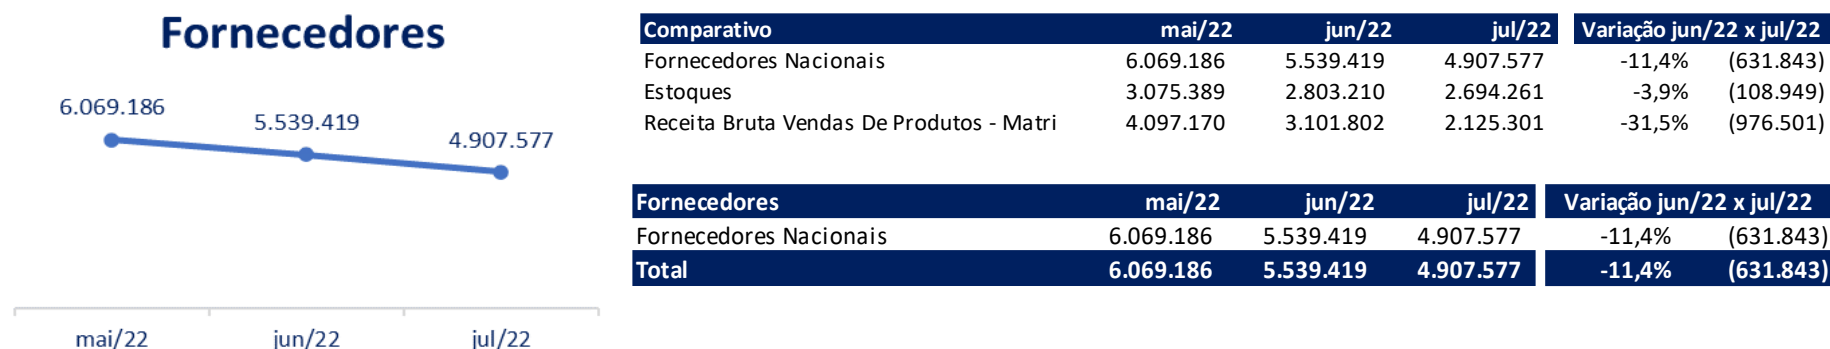 Fornecedores
6.069.186
5.539.419
4.907.577
mai/22 jun/22 jul/22
Comparativo mai/22 jun/22 jul/22 Variação jun/22 x jul/22
Fornecedores Nacionais 6.069.186 5.539.419 4.907.577 -11,4% (631.843)
Estoques 3.075.389 2.803.210 2.694.261 -3,9% (108.949)
Receita Bruta Vendas De Produtos - Matri 4.097.170 3.101.802 2.125.301 -31,5% (976.501)
Fornecedores mai/22 jun/22 jul/22 Variação jun/22 x jul/22
Fornecedores Nacionais 6.069.186 5.539.419 4.907.577 -11,4% (631.843)
Total 6.069.186 5.539.419 4.907.577 -11,4% (631.843)